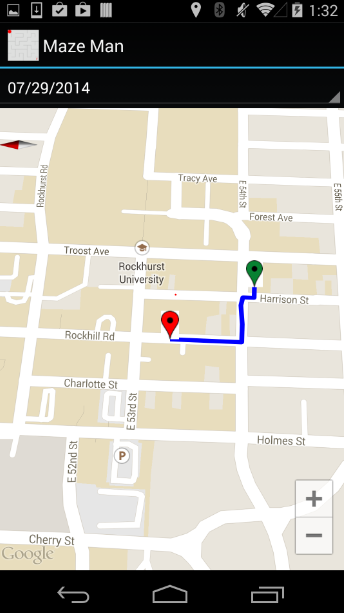 1:32
Maze Man
07/29/2014
Rockhurst Rd
Tracy Ave
E 54th St
E 55th St
Forest Ave
Troost Ave
Rockhurst
University
Harrison St
Rockhill Rd
Charlotte St
E 53rd St
Holmes St
E 52nd St
P
Cherry St
Google